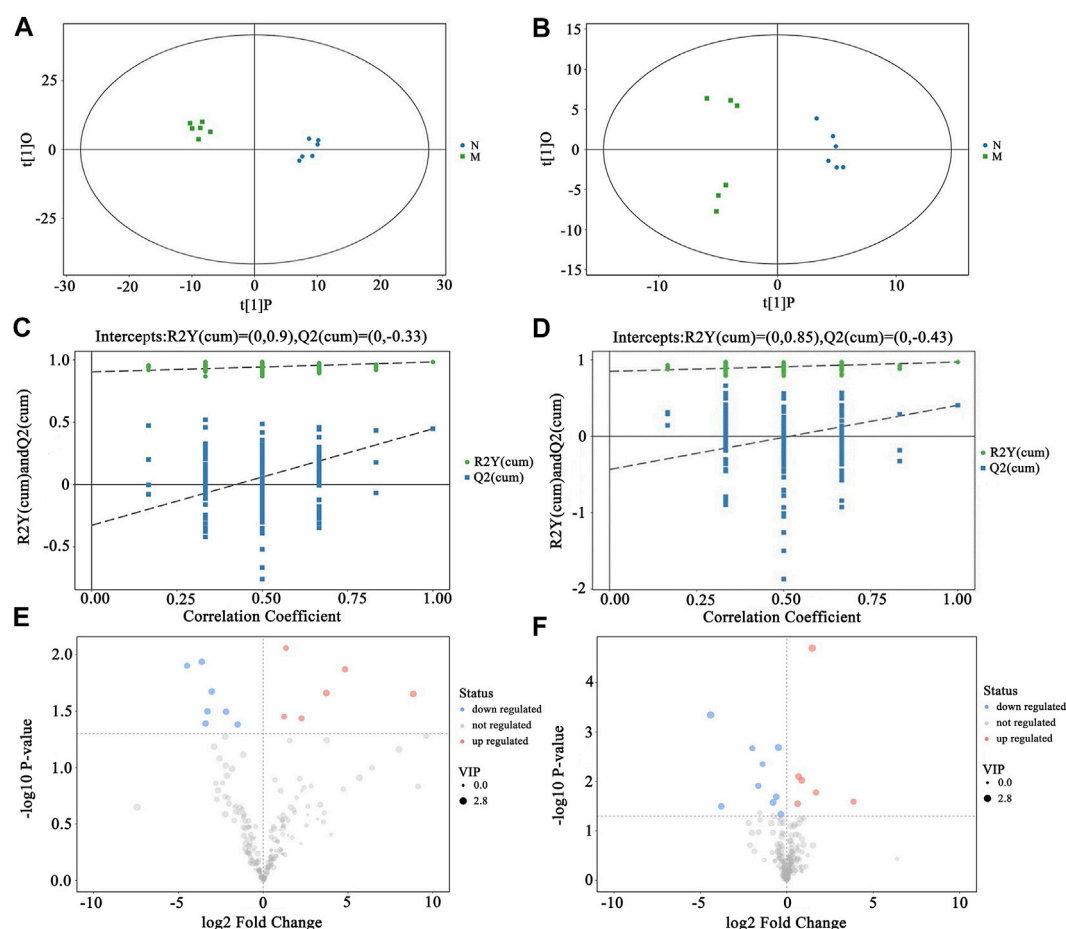 A
25
0
-25
t[1]O
-30
-20
-10
0
10
20
30
t[1]P
N
M
B
15
10
5
0
-5
-10
-15
t[1]O
-10
0
10
t[1]P
N
M
C
Intercepts:R2Y(cum)=(0,0.9),Q2(cum)=(0,-0.33)
1.0
0.5
0
-0.5
R2Y(cum)andQ2(cum)
0.00
0.25
0.50
0.75
1.00
Correlation Coefficient
R2Y(cum)
Q2(cum)
D
Intercepts:R2Y(cum)=(0,0.85),Q2(cum)=(0,-0.43)
1
0
-1
-2
R2Y(cum)andQ2(cum)
0.00
0.25
0.50
0.75
1.00
Correlation Coefficient
R2Y(cum)
Q2(cum)
E
2.0
1.5
1.0
0.5
0.0
-log10 P-value
-10
-5
0
5
10
log2 Fold Change
Status
down regulated
not regulated
up regulated
VIP
0.0
2.8
F
4
3
2
1
0
-log10 P-value
-10
-5
0
5
10
log2 Fold Change
Status
down regulated
not regulated
up regulated
VIP
0.0
2.8